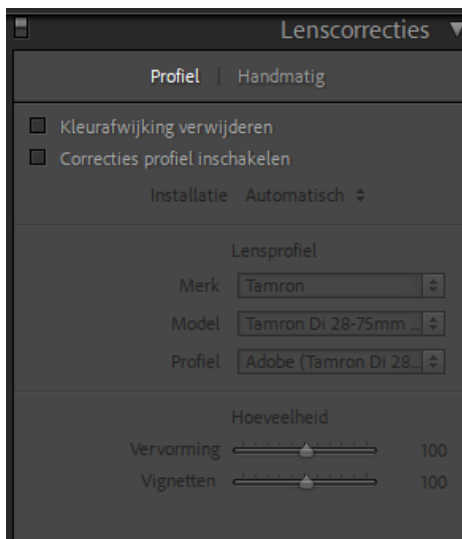 Lenscorrecties
Profiel | Handmatig
Kleurafwijking verwijderen
Correcties profiel inschakelen
Installatie Automatisch
Lensprofiel
Merk Tamron
Model Tamron Di 28-75mm ...
Profiel Adobe (Tamron Di 28...
Hoeveelheid
Vervorming 100
Vignetten 100